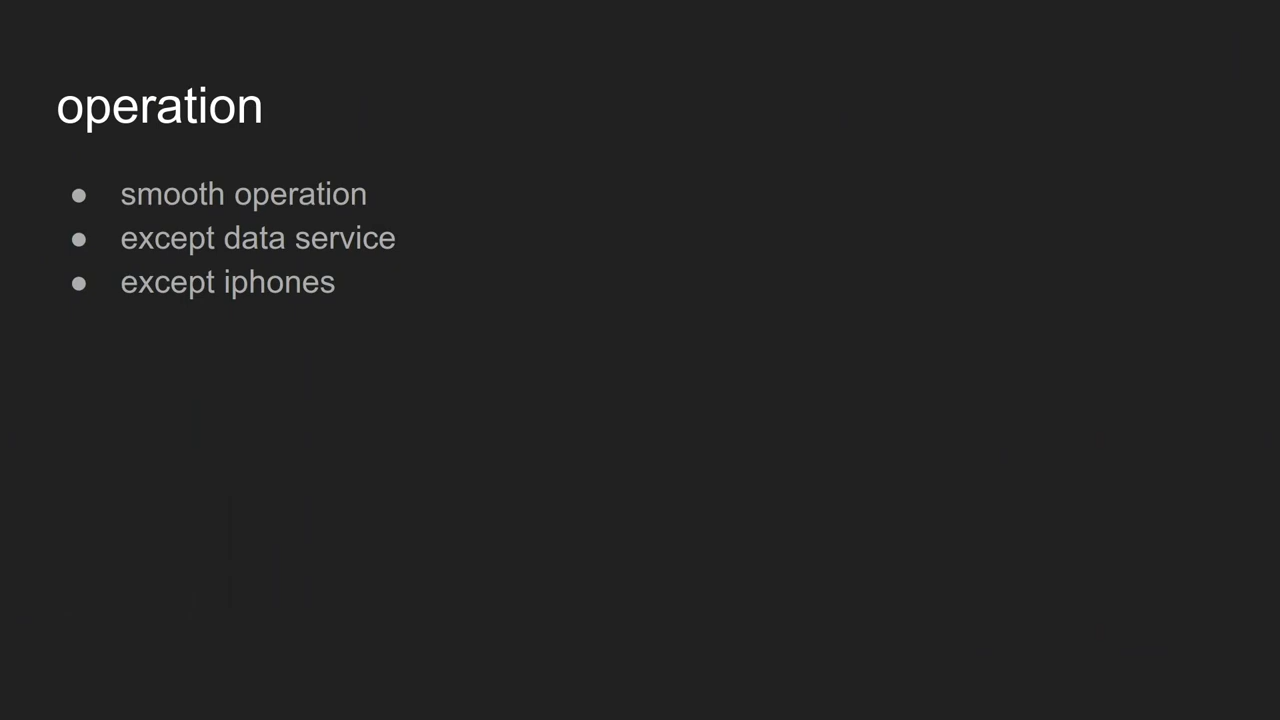 operation
● smooth operation
● except data service
● except iphones